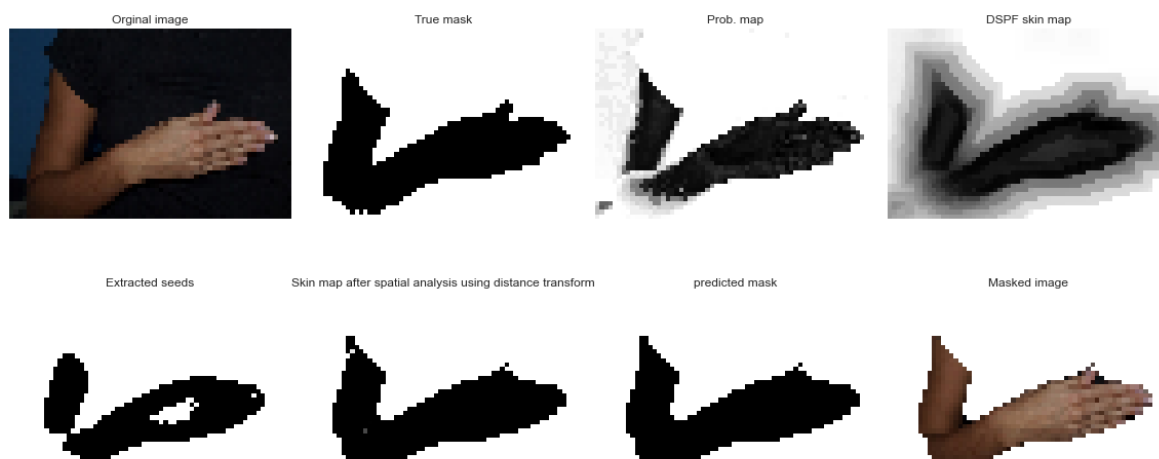 Orginal image
True mask
Prob. map
DSPF skin map
Extracted seeds
Skin map after spatial analysis using distance transform
predicted mask
Masked image